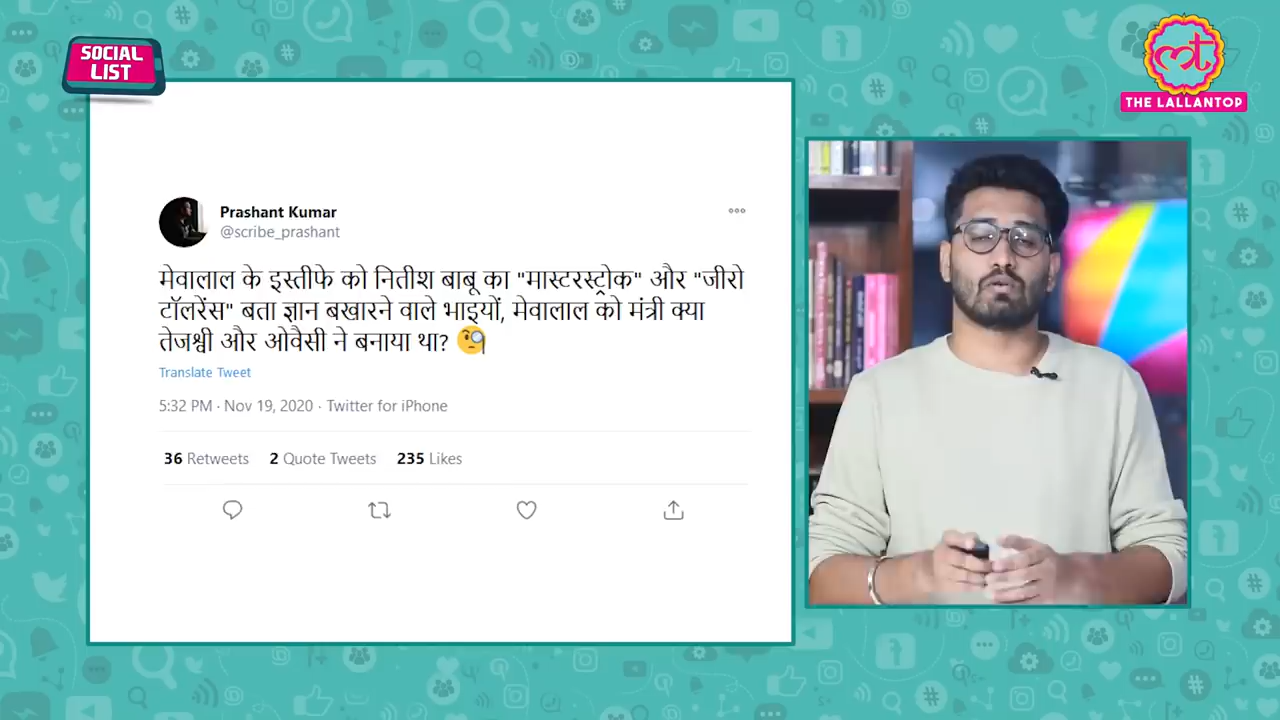 SOCIAL
LIST
THE LALLANTOP
Prashant Kumar
@scribe_prashant
मेवालाल के इस्तीफे को नितीश बाबू का "मास्टरस्ट्रोक" और "जीरो
टॉलरेंस" बता ज्ञान बखारने वाले भाइयों, मेवालाल को मंत्री क्या
तेजश्वी और ओवैसी ने बनाया था? 🧐
Translate Tweet
5:32 PM · Nov 19, 2020 · Twitter for iPhone
36 Retweets 2 Quote Tweets 235 Likes